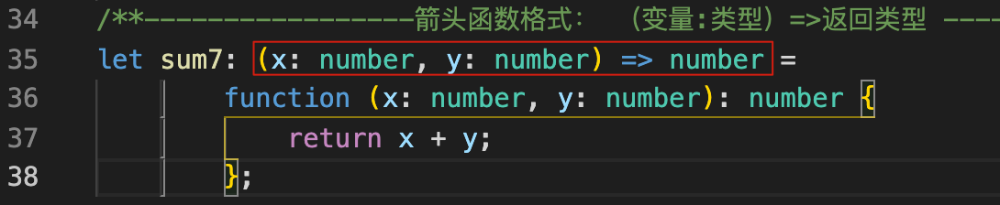 34 /**-----------------箭头函数格式： （变量:类型）=>返回类型 ----
35 let sum7: (x: number, y: number) => number =
36 function (x: number, y: number): number {
37 return x + y;
38 };